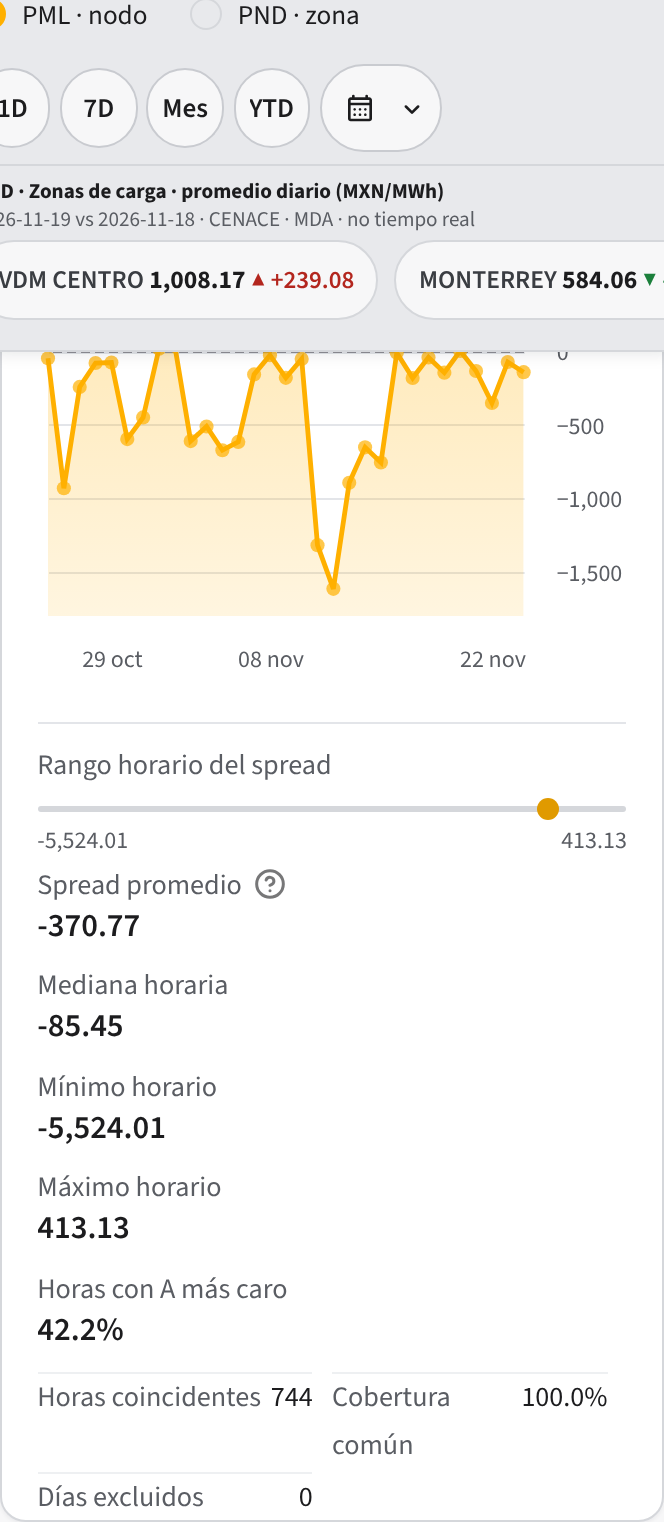 PML · nodo PND · zona
1D 7D Mes YTD
D · Zonas de carga · promedio diario (MXN/MWh)
26-11-19 vs 2026-11-18 · CENACE · MDA · no tiempo real
VDM CENTRO 1,008.17 ▲ +239.08 MONTERREY 584.06 ▼
0
−500
−1,000
−1,500
29 oct 08 nov 22 nov
Rango horario del spread
-5,524.01 413.13
Spread promedio ?
-370.77
Mediana horaria
-85.45
Mínimo horario
-5,524.01
Máximo horario
413.13
Horas con A más caro
42.2%
Horas coincidentes 744 Cobertura 100.0%
común
Días excluidos 0